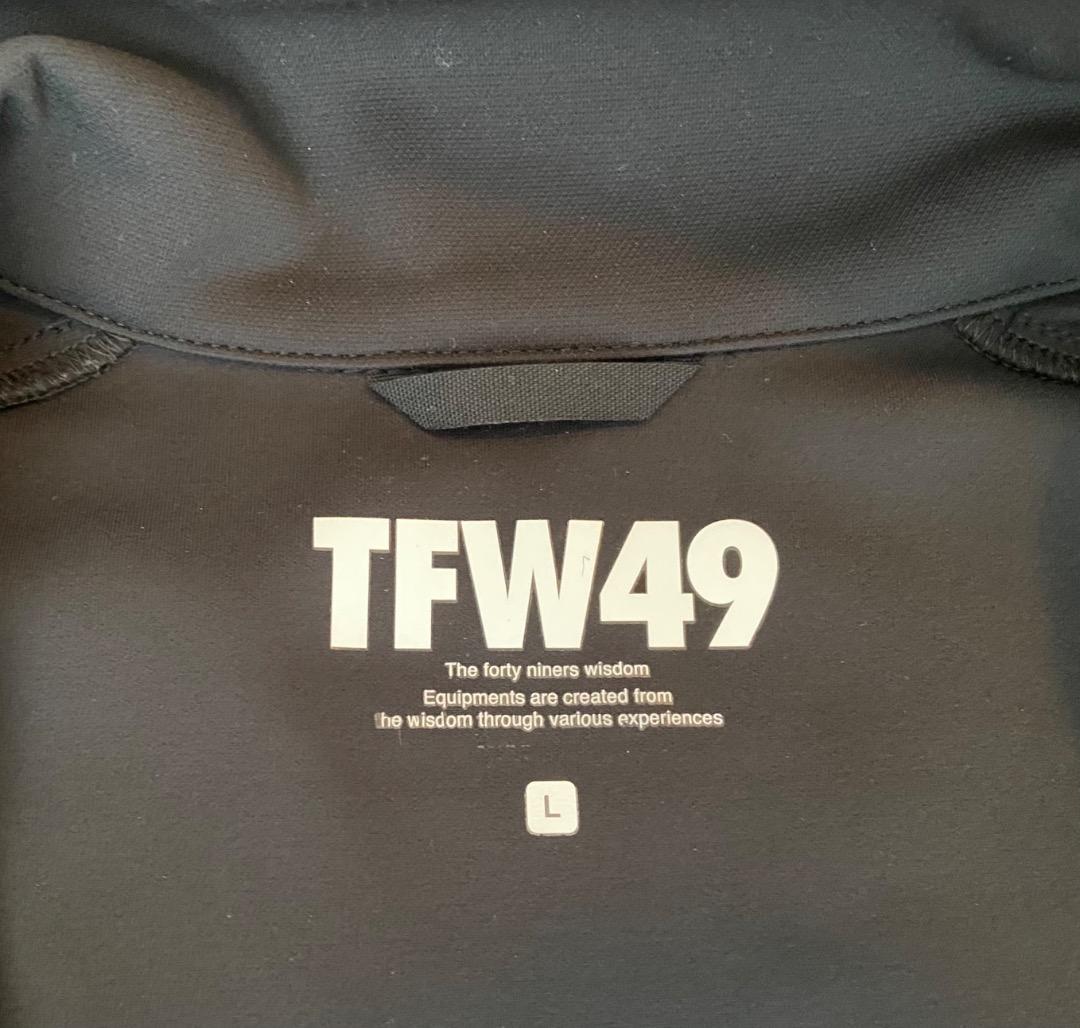 TFW49
The forty niners wisdom
Equipments are created from
the wisdom through various experiences
L